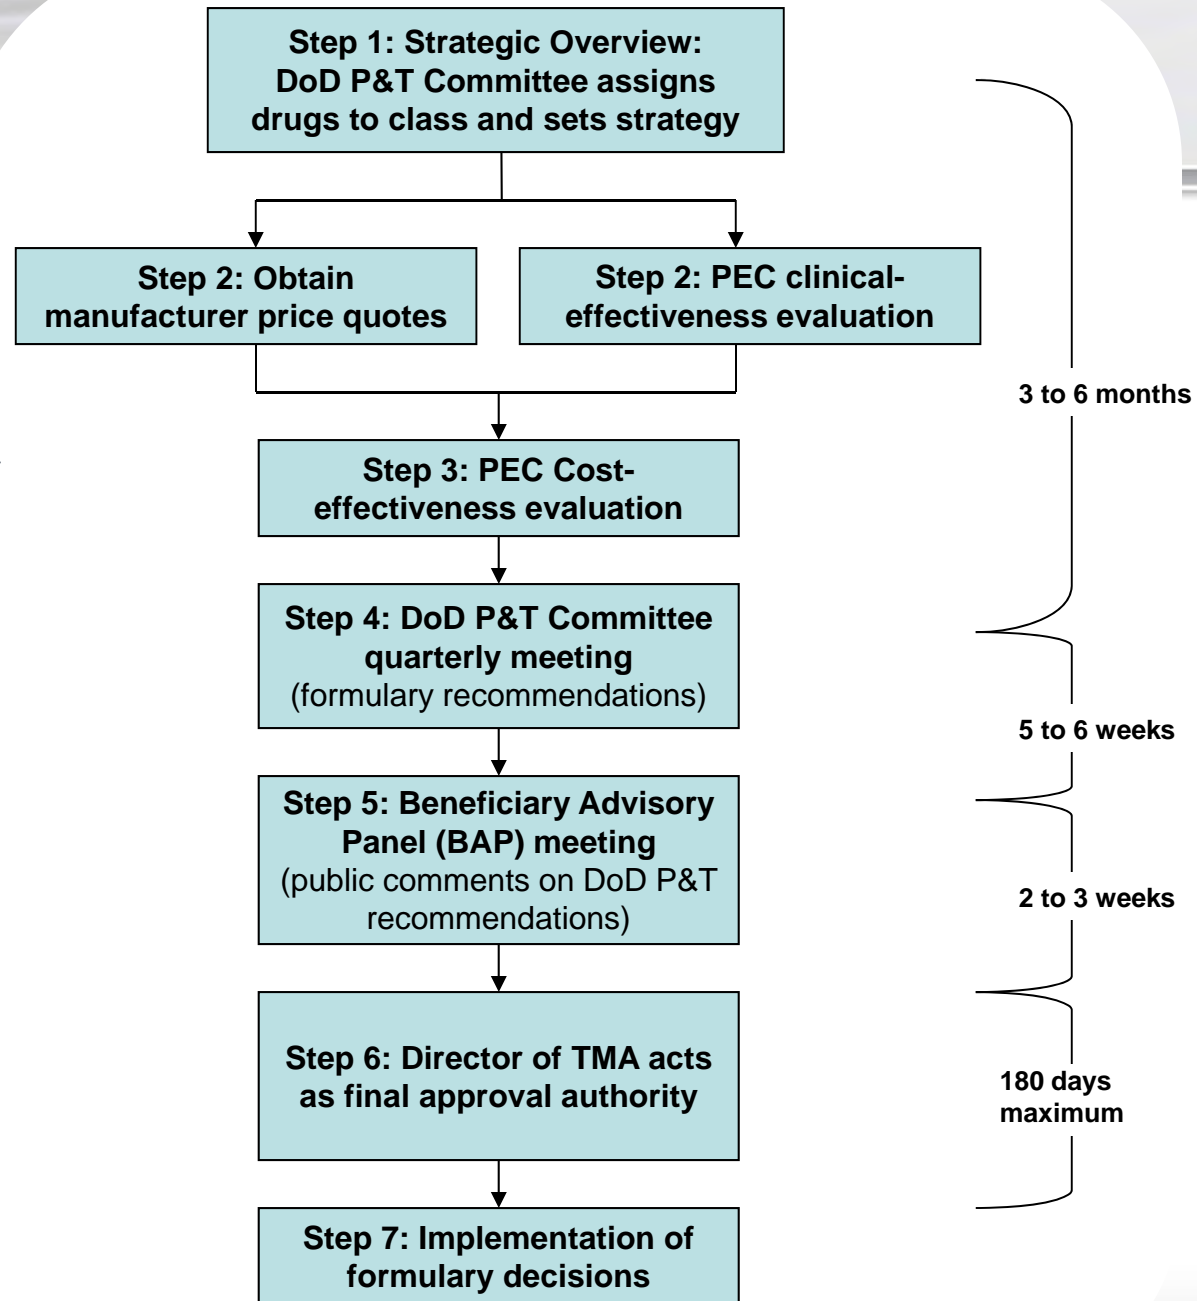 Step 1: Strategic Overview:
DoD P&T Committee assigns
drugs to class and sets strategy
Step 2: Obtain
manufacturer price quotes
Step 2: PEC clinical-
effectiveness evaluation
3 to 6 months
Step 3: PEC Cost-
effectiveness evaluation
Step 4: DoD P&T Committee
quarterly meeting
(formulary recommendations)
5 to 6 weeks
Step 5: Beneficiary Advisory
Panel (BAP) meeting
(public comments on DoD P&T
recommendations)
2 to 3 weeks
Step 6: Director of TMA acts
as final approval authority
180 days
maximum
Step 7: Implementation of
formulary decisions